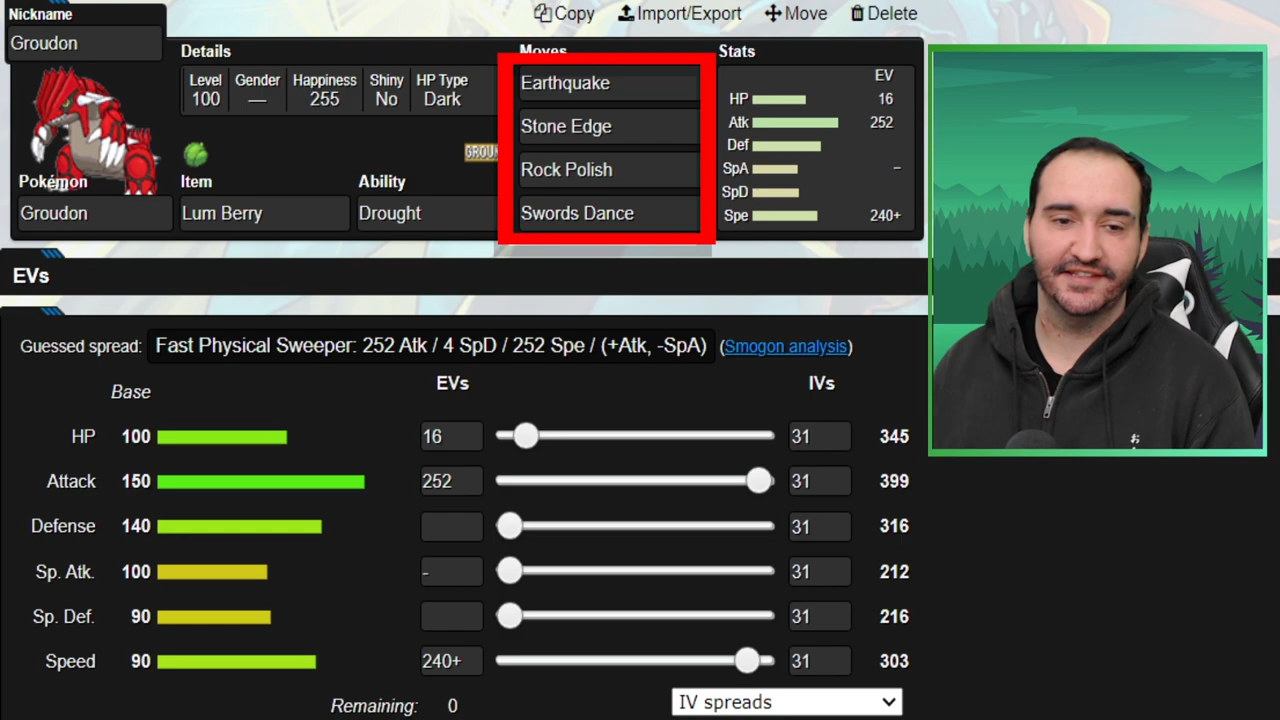 Nickname
Copy Import/Export Move Delete
Groudon
Details Moves Stats
Level Gender Happiness Shiny HP Type
100 — 255 No Dark
Earthquake
Stone Edge
Rock Polish
Swords Dance
EV
HP 16
Atk 252
Def
SpA –
SpD
Spe 240+
Pokémon Item Ability
Groudon Lum Berry Drought
EVs
Guessed spread: Fast Physical Sweeper: 252 Atk / 4 SpD / 252 Spe / (+Atk, -SpA) (Smogon analysis)
Base EVs IVs
HP 100 16 31 345
Attack 150 252 31 399
Defense 140 31 316
Sp. Atk. 100 - 31 212
Sp. Def. 90 31 216
Speed 90 240+ 31 303
Remaining: 0 IV spreads